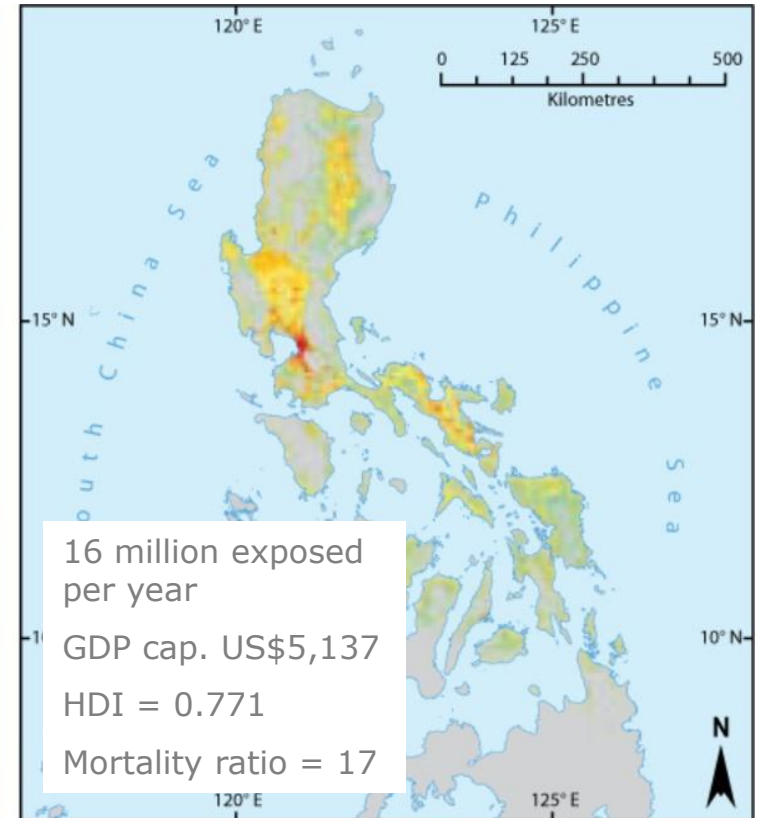 120° E
125° E
0 125 250 500
Kilometres
South China Sea
Philippine Sea
15° N
15° N
16 million exposed
per year
GDP cap. US$5,137
HDI = 0.771
Mortality ratio = 17
10° N
N
120° E
125° E